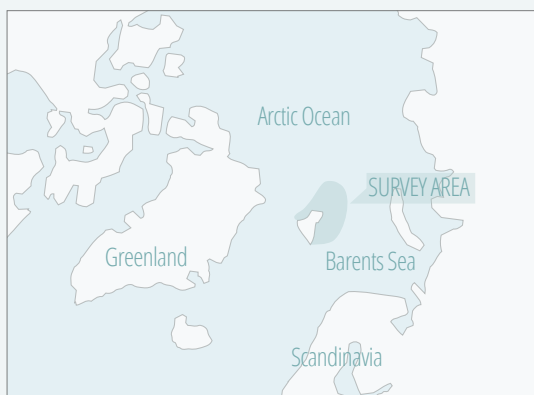 Arctic Ocean
SURVEY AREA
Greenland
Barents Sea
Scandinavia